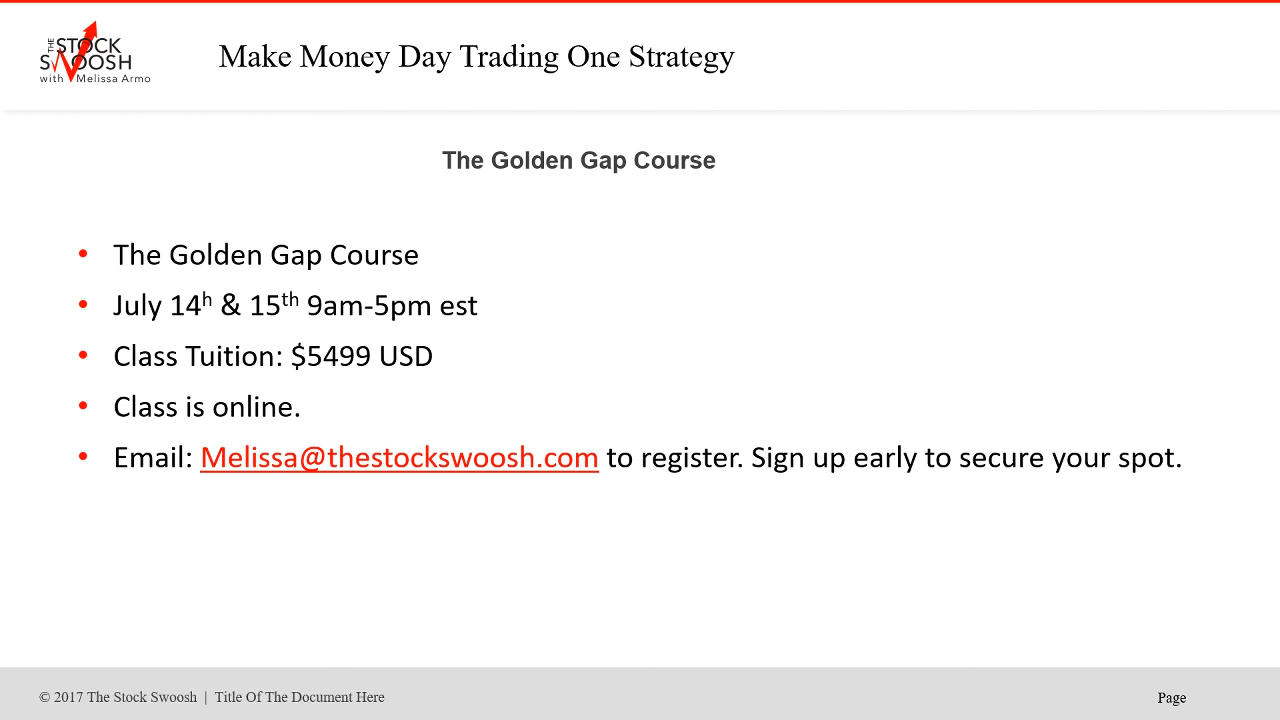 THE STOCK
SWOOSH
with Melissa Armo
Make Money Day Trading One Strategy
The Golden Gap Course
• The Golden Gap Course
• July 14h & 15th 9am-5pm est
• Class Tuition: $5499 USD
• Class is online.
• Email: Melissa@thestockswoosh.com to register. Sign up early to secure your spot.
© 2017 The Stock Swoosh | Title Of The Document Here
Page